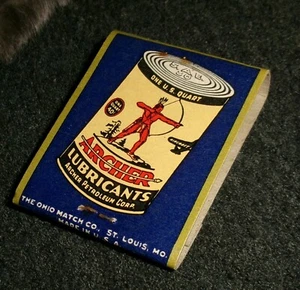 ONE U.S. QUART
ARCHER
LUBRICANTS
ARCHER PETROLEUM CORP.
THE OHIO MATCH CO., ST. LOUIS, MO.
MADE IN U.S.A.